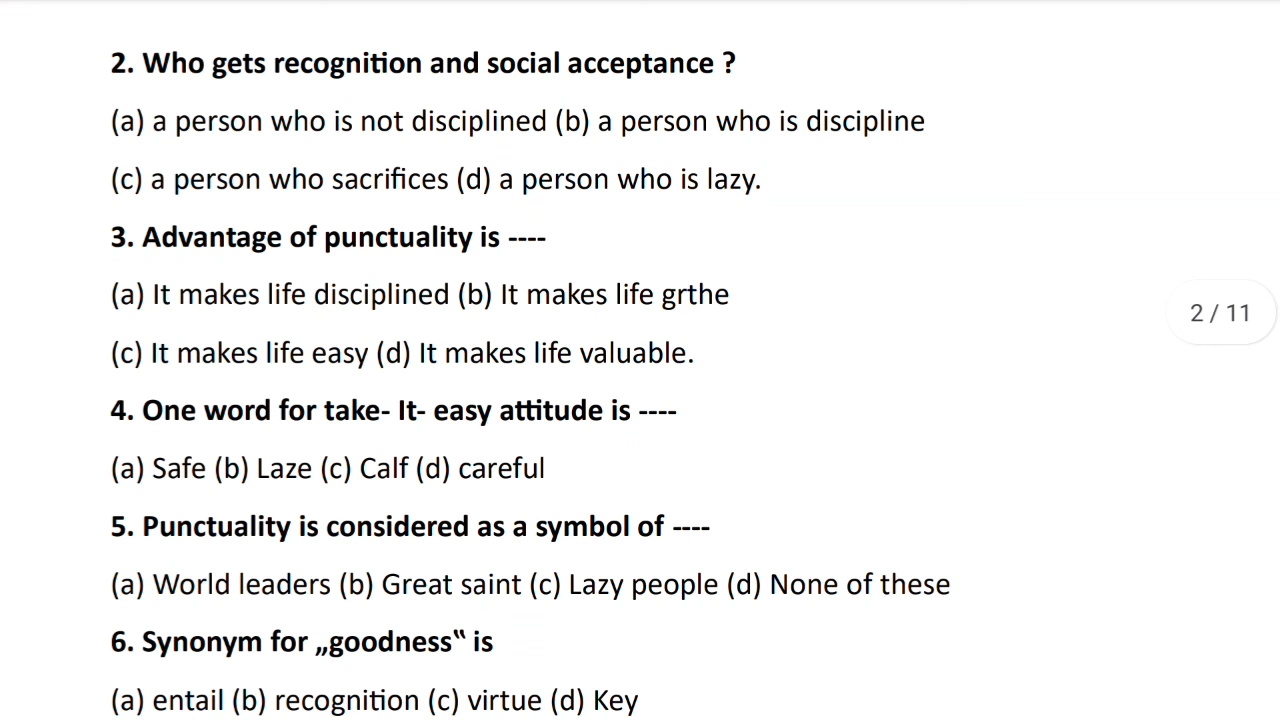 2. Who gets recognition and social acceptance ?
(a) a person who is not disciplined (b) a person who is discipline
(c) a person who sacrifices (d) a person who is lazy.
3. Advantage of punctuality is ----
(a) It makes life disciplined (b) It makes life grthe
(c) It makes life easy (d) It makes life valuable.
2 / 11
4. One word for take- It- easy attitude is ----
(a) Safe (b) Laze (c) Calf (d) careful
5. Punctuality is considered as a symbol of ----
(a) World leaders (b) Great saint (c) Lazy people (d) None of these
6. Synonym for „goodness‟ is
(a) entail (b) recognition (c) virtue (d) Key